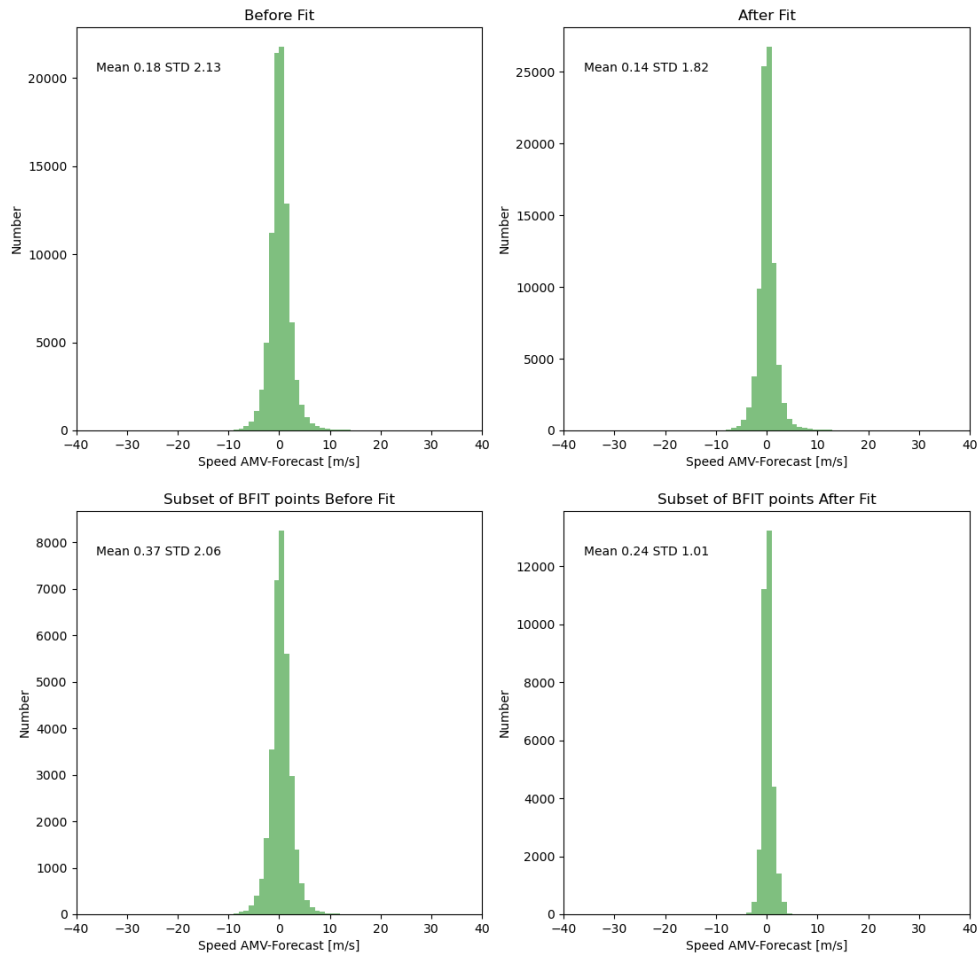 Before Fit
Mean 0.18 STD 2.13
Number
20000
15000
10000
5000
0
−40 −30 −20 −10 0 10 20 30 40
Speed AMV-Forecast [m/s]
After Fit
Mean 0.14 STD 1.82
Number
25000
20000
15000
10000
5000
0
−40 −30 −20 −10 0 10 20 30 40
Speed AMV-Forecast [m/s]
Subset of BFIT points Before Fit
Mean 0.37 STD 2.06
Number
8000
7000
6000
5000
4000
3000
2000
1000
0
−40 −30 −20 −10 0 10 20 30 40
Speed AMV-Forecast [m/s]
Subset of BFIT points After Fit
Mean 0.24 STD 1.01
Number
12000
10000
8000
6000
4000
2000
0
−40 −30 −20 −10 0 10 20 30 40
Speed AMV-Forecast [m/s]